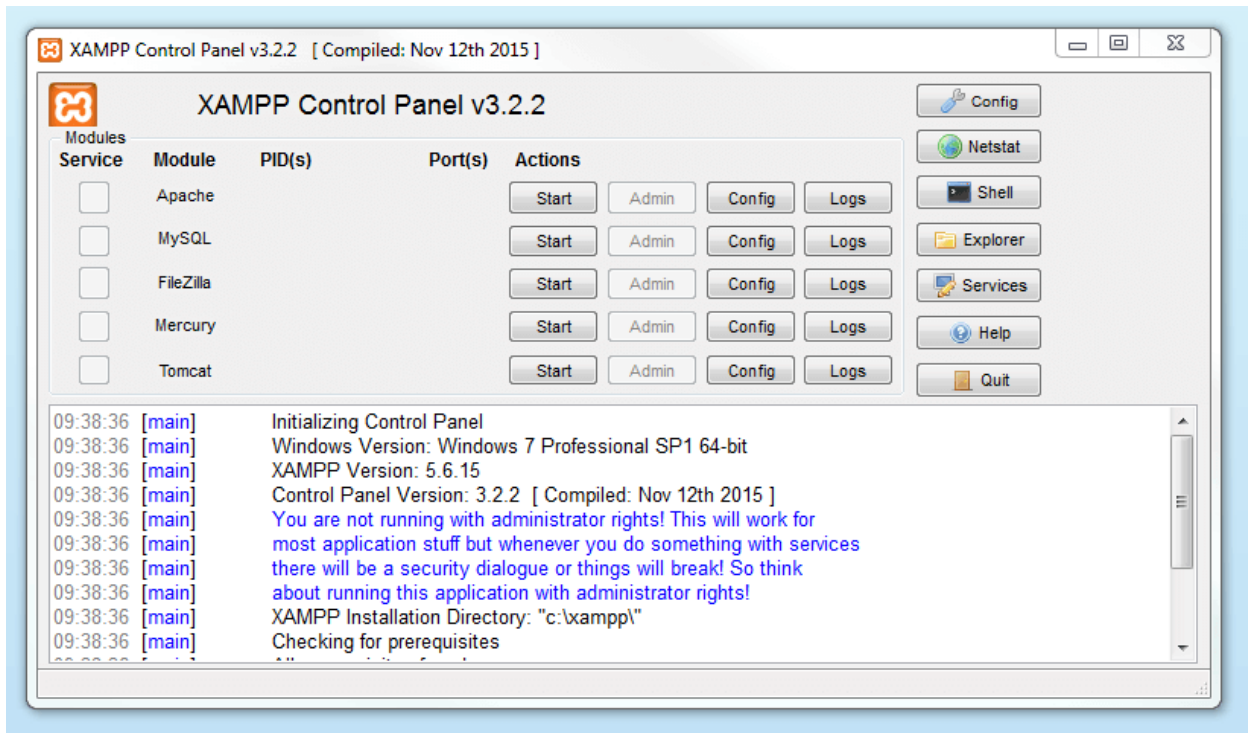 XAMPP Control Panel v3.2.2 [ Compiled: Nov 12th 2015 ]
XAMPP Control Panel v3.2.2
Config
Modules
Service Module PID(s) Port(s) Actions
Netstat
Apache Start Admin Config Logs
Shell
MySQL Start Admin Config Logs
Explorer
FileZilla Start Admin Config Logs
Services
Mercury Start Admin Config Logs
Help
Tomcat Start Admin Config Logs
Quit
09:38:36 [main] Initializing Control Panel
09:38:36 [main] Windows Version: Windows 7 Professional SP1 64-bit
09:38:36 [main] XAMPP Version: 5.6.15
09:38:36 [main] Control Panel Version: 3.2.2 [ Compiled: Nov 12th 2015 ]
09:38:36 [main] You are not running with administrator rights! This will work for
09:38:36 [main] most application stuff but whenever you do something with services
09:38:36 [main] there will be a security dialogue or things will break! So think
09:38:36 [main] about running this application with administrator rights!
09:38:36 [main] XAMPP Installation Directory: "c:\xampp\"
09:38:36 [main] Checking for prerequisites